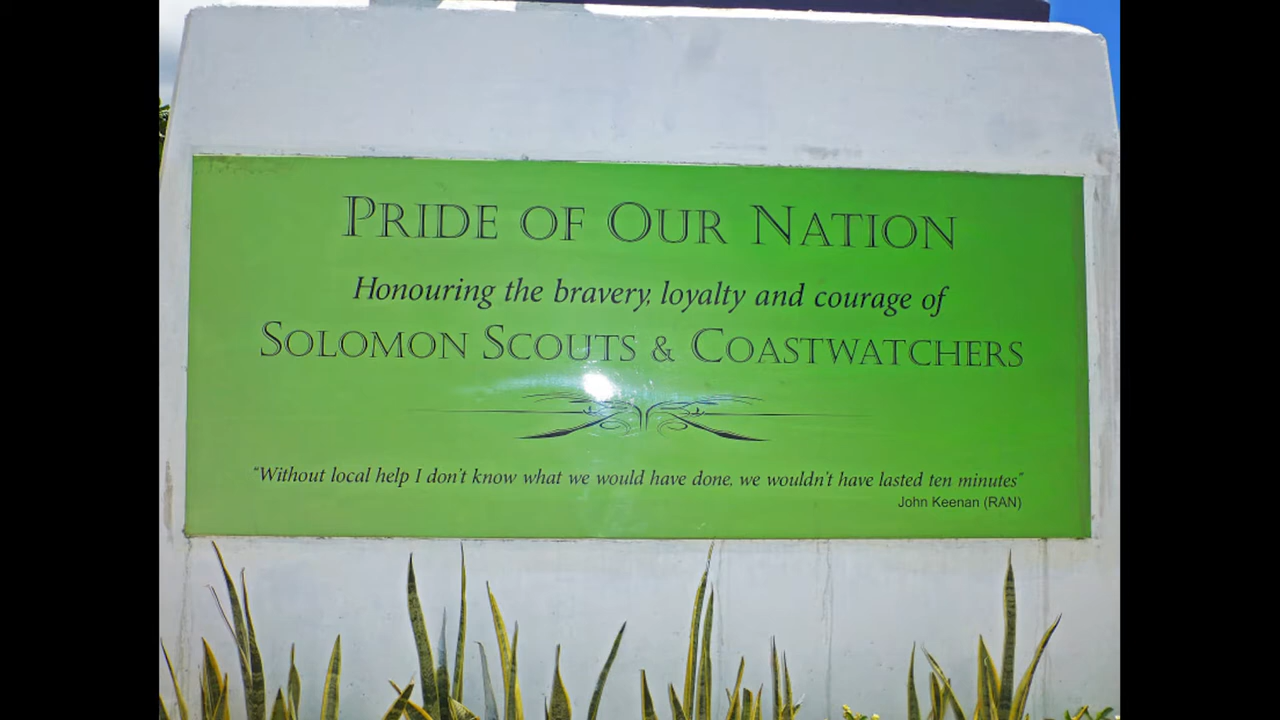 PRIDE OF OUR NATION
Honouring the bravery, loyalty and courage of
SOLOMON SCOUTS & COASTWATCHERS
"Without local help I don't know what we would have done, we wouldn't have lasted ten minutes"
John Keenan (RAN)